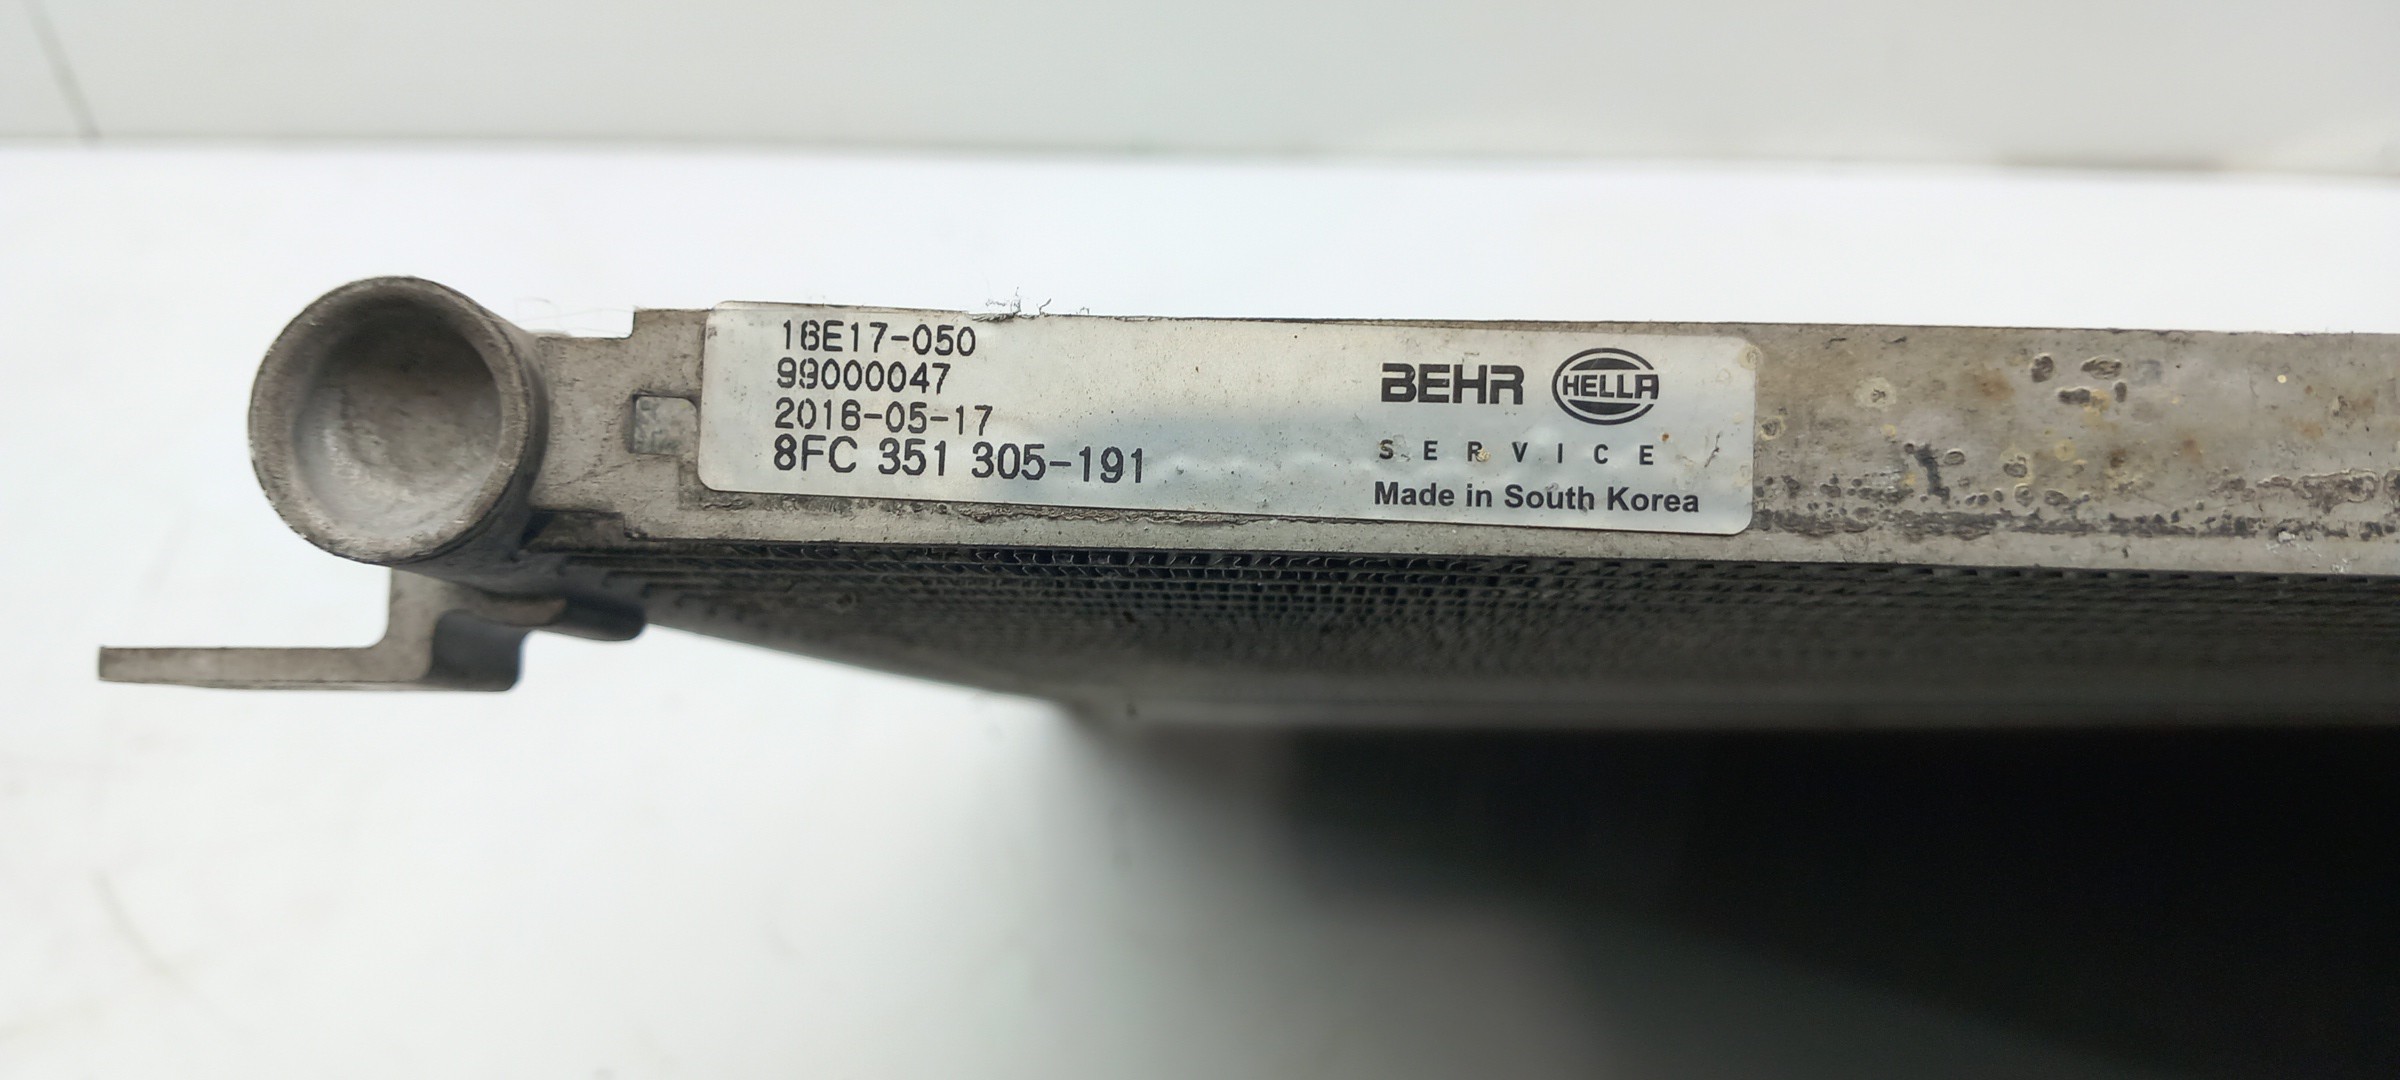 16E17-050
99000047
2016-05-17
8FC 351 305-191
BEHR HELLA
SERVICE
Made in South Korea